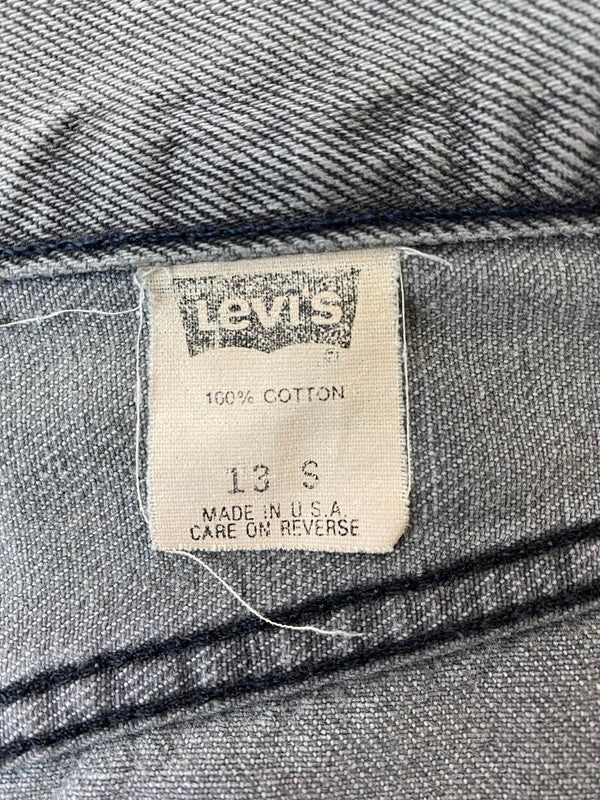 Levi's
®
100% COTTON
13 S
MADE IN U.S.A.
CARE ON REVERSE